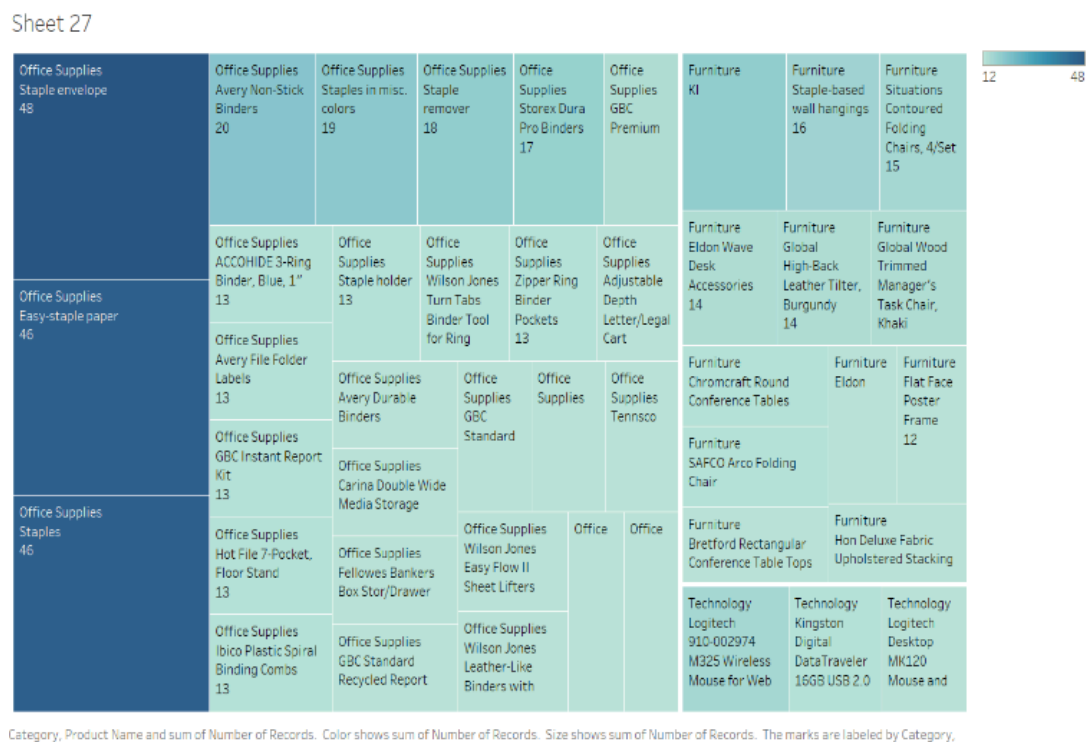 Sheet 27
Office Supplies
Staple envelope
48
Office Supplies
Easy-staple paper
46
Office Supplies
Staples
46
Office Supplies
Avery Non-Stick
Binders
20
Office Supplies
Staples in misc.
colors
19
Office Supplies
Staple
remover
18
Office
Supplies
Storex Dura
Pro Binders
17
Office
Supplies
GBC
Premium
Office Supplies
ACCOHIDE 3-Ring
Binder, Blue, 1"
13
Office Supplies
Avery File Folder
Labels
13
Office Supplies
GBC Instant Report
Kit
13
Office Supplies
Hot File 7-Pocket,
Floor Stand
13
Office Supplies
Ibico Plastic Spiral
Binding Combs
13
Office
Supplies
Staple holder
13
Office
Supplies
Wilson Jones
Turn Tabs
Binder Tool
for Ring
Office
Supplies
Zipper Ring
Binder
Pockets
13
Office
Supplies
Adjustable
Depth
Letter/Legal
Cart
Office Supplies
Avery Durable
Binders
Office Supplies
Carina Double Wide
Media Storage
Office Supplies
Fellowes Bankers
Box Stor/Drawer
Office Supplies
GBC Standard
Recycled Report
Office
Supplies
GBC
Standard
Office
Supplies
Office
Supplies
Tennsco
Office Supplies
Wilson Jones
Easy Flow II
Sheet Lifters
Office Supplies
Wilson Jones
Leather-Like
Binders with
Office
Office
Furniture
KI
Furniture
Staple-based
wall hangings
16
Furniture
Situations
Contoured
Folding
Chairs, 4/Set
15
Furniture
Eldon Wave
Desk
Accessories
14
Furniture
Global
High-Back
Leather Tilter,
Burgundy
14
Furniture
Global Wood
Trimmed
Manager's
Task Chair,
Khaki
Furniture
Chromcraft Round
Conference Tables
Furniture
SAFCO Arco Folding
Chair
Furniture
Bretford Rectangular
Conference Table Tops
Furniture
Eldon
Furniture
Flat Face
Poster
Frame
12
Furniture
Hon Deluxe Fabric
Upholstered Stacking
Technology
Logitech
910-002974
M325 Wireless
Mouse for Web
Technology
Kingston
Digital
DataTraveler
16GB USB 2.0
Technology
Logitech
Desktop
MK120
Mouse and
12 48
Category, Product Name and sum of Number of Records. Color shows sum of Number of Records. Size shows sum of Number of Records. The marks are labeled by Category,